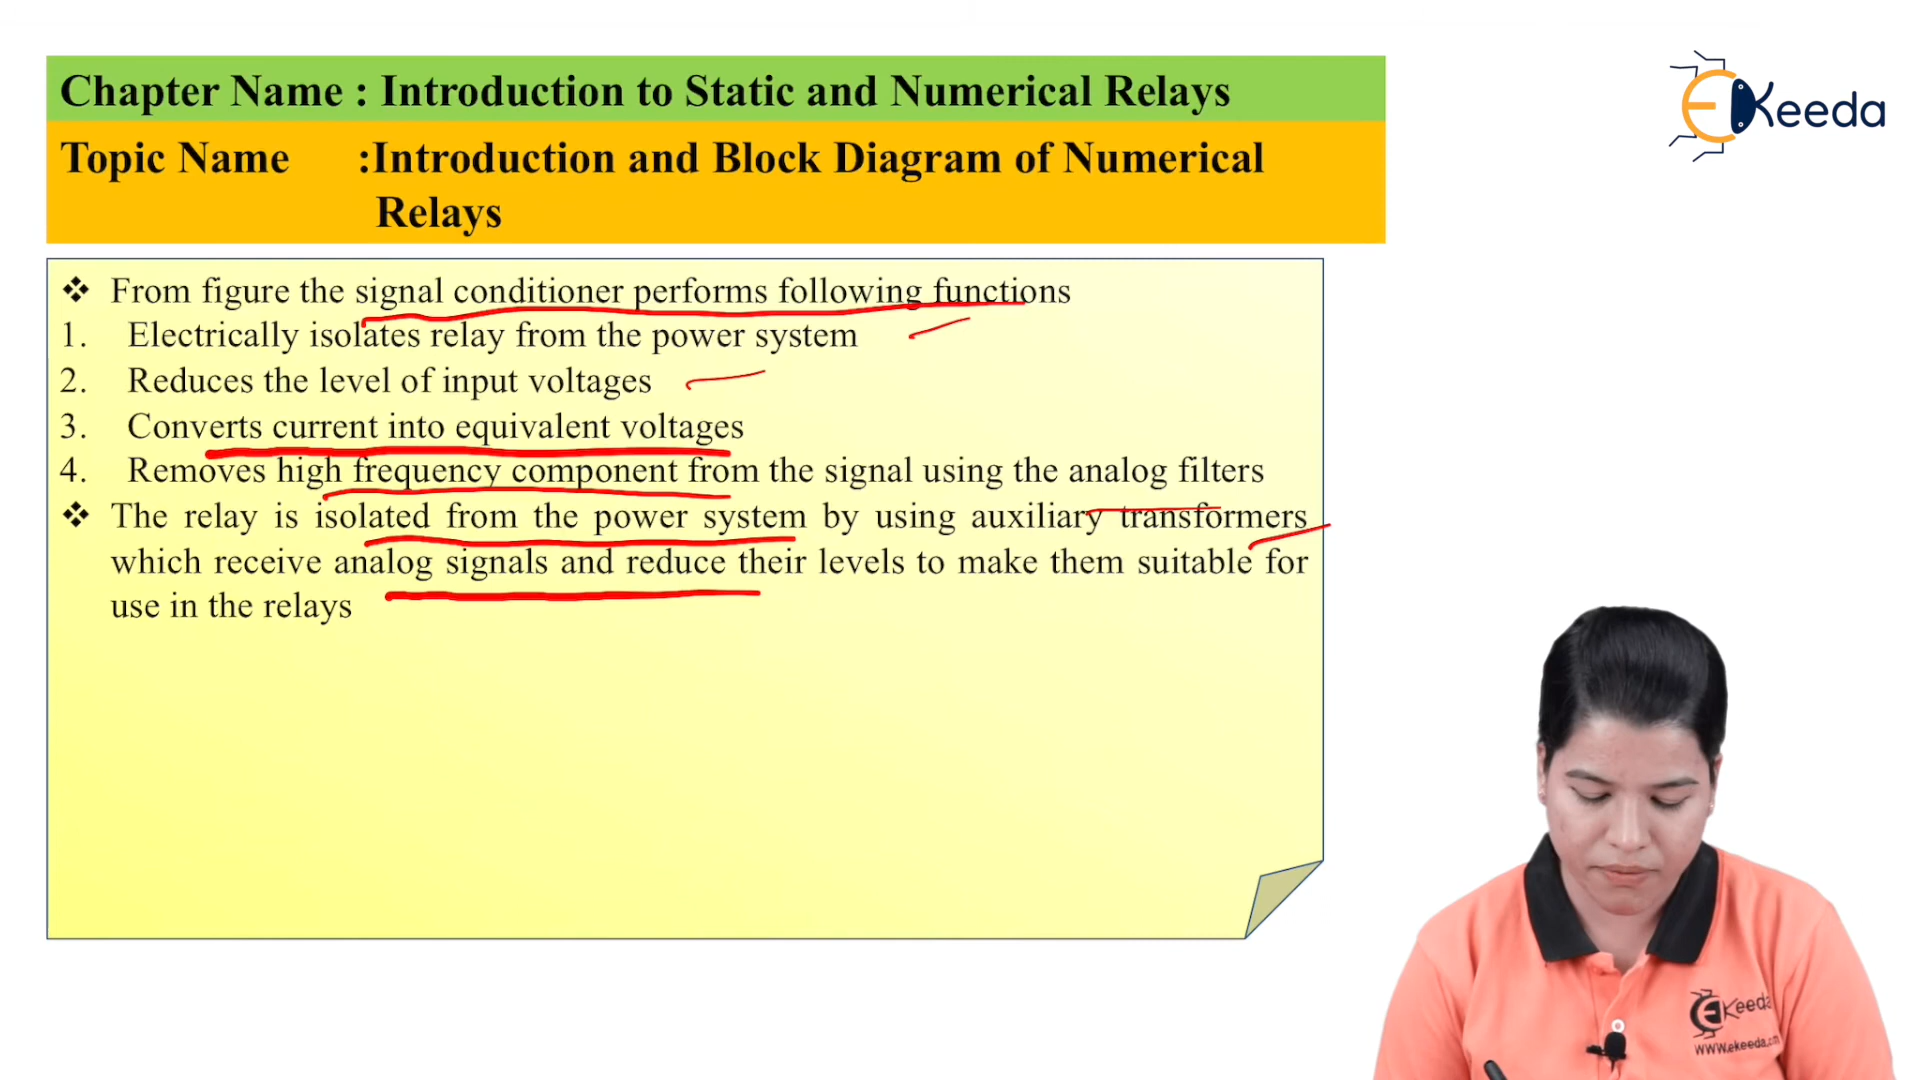 Chapter Name : Introduction to Static and Numerical Relays
Topic Name :Introduction and Block Diagram of Numerical
Relays
EKeeda
❖ From figure the signal conditioner performs following functions
1. Electrically isolates relay from the power system
2. Reduces the level of input voltages
3. Converts current into equivalent voltages
4. Removes high frequency component from the signal using the analog filters
❖ The relay is isolated from the power system by using auxiliary transformers
which receive analog signals and reduce their levels to make them suitable for
use in the relays
EKeeda